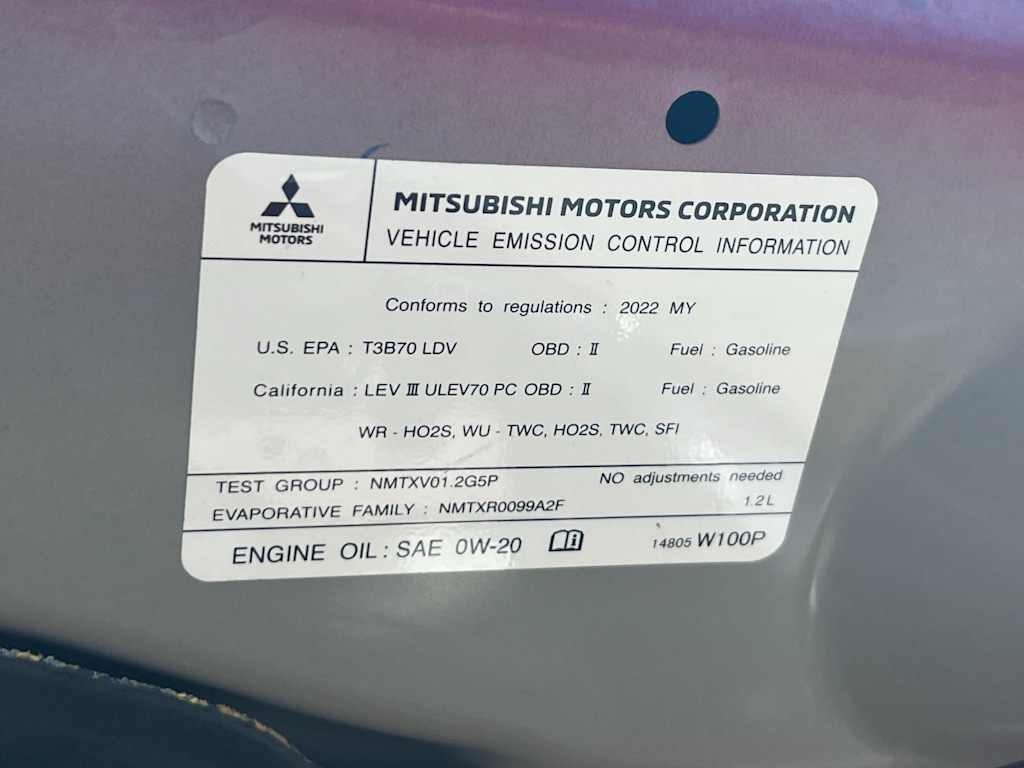 MITSUBISHI
MOTORS
MITSUBISHI MOTORS CORPORATION
VEHICLE EMISSION CONTROL INFORMATION
Conforms to regulations : 2022 MY
U.S. EPA : T3B70 LDV OBD : II Fuel : Gasoline
California : LEV III ULEV70 PC OBD : II Fuel : Gasoline
WR - HO2S, WU - TWC, HO2S, TWC, SFI
TEST GROUP : NMTXV01.2G5P NO adjustments needed
EVAPORATIVE FAMILY : NMTXR0099A2F 1.2 L
ENGINE OIL : SAE 0W-20 14805 W100P